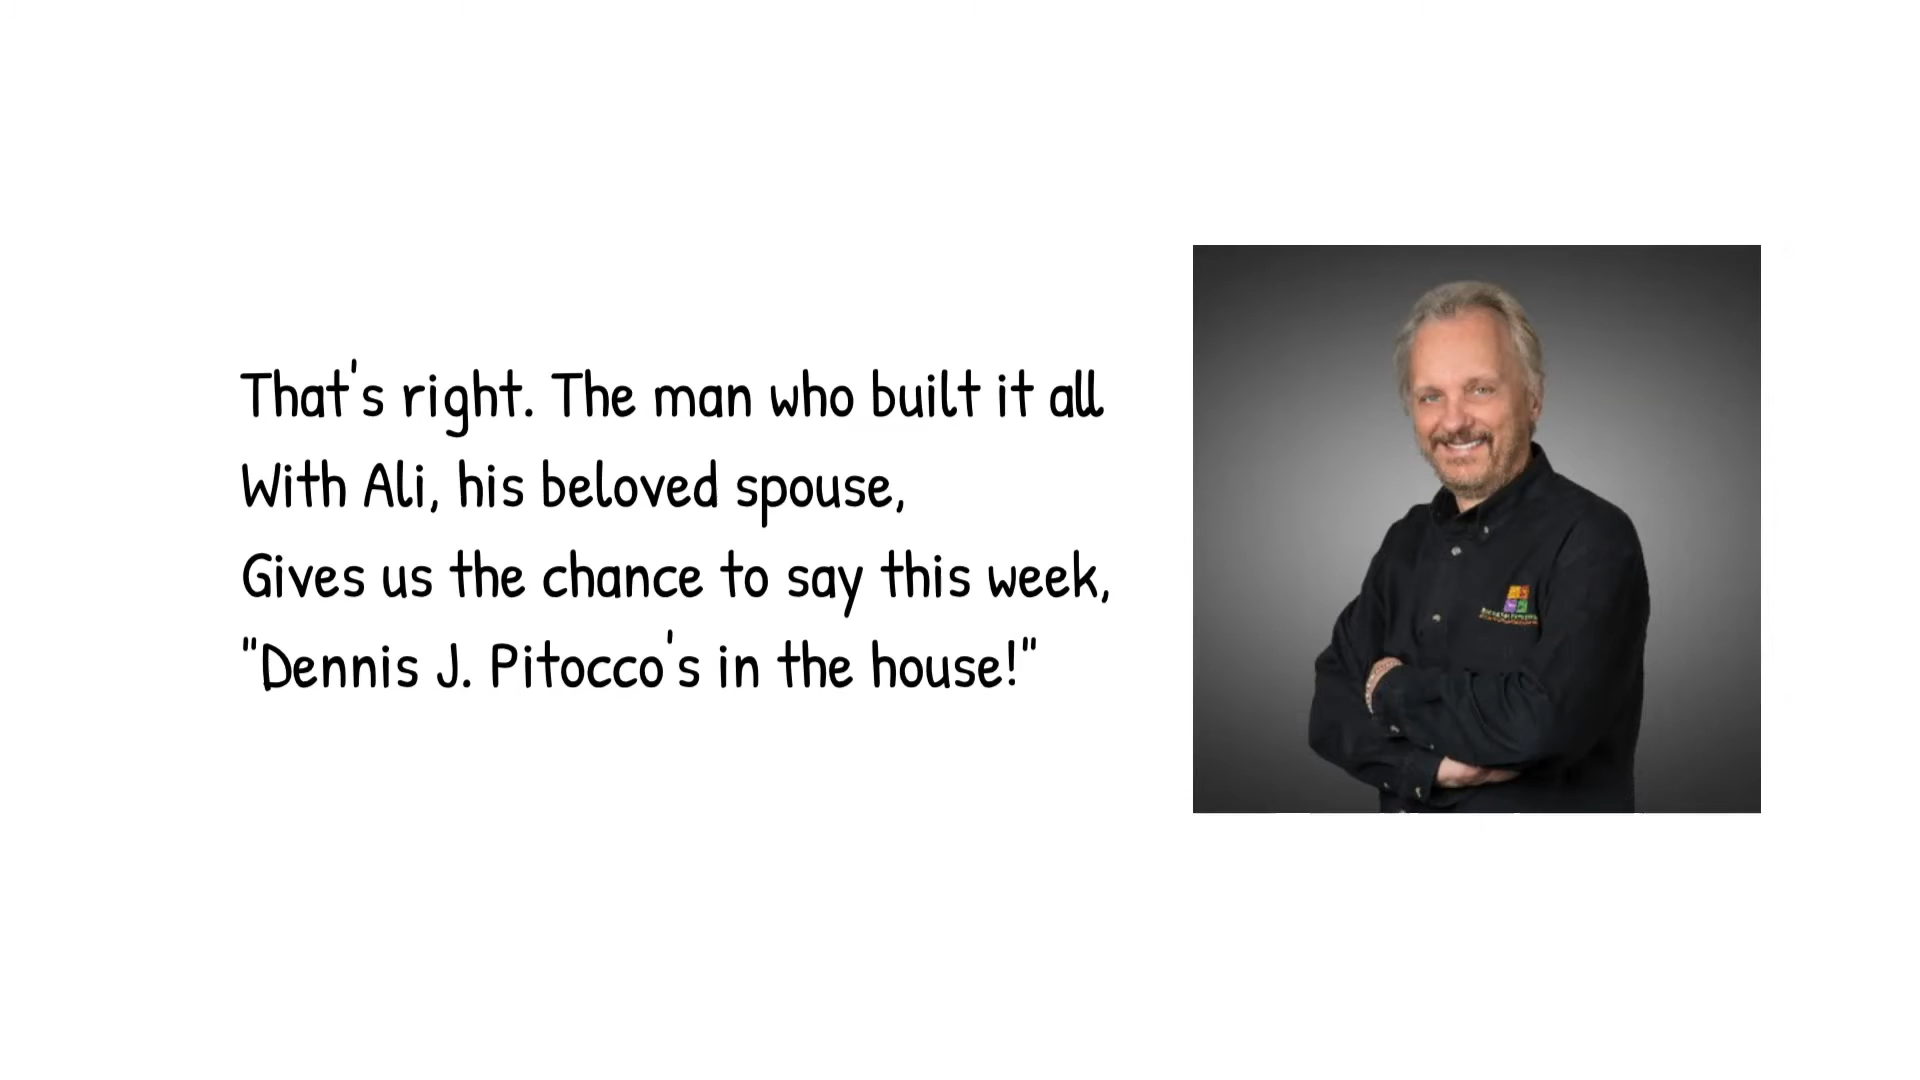 That's right. The man who built it all
With Ali, his beloved spouse,
Gives us the chance to say this week,
"Dennis J. Pitocco's in the house!"